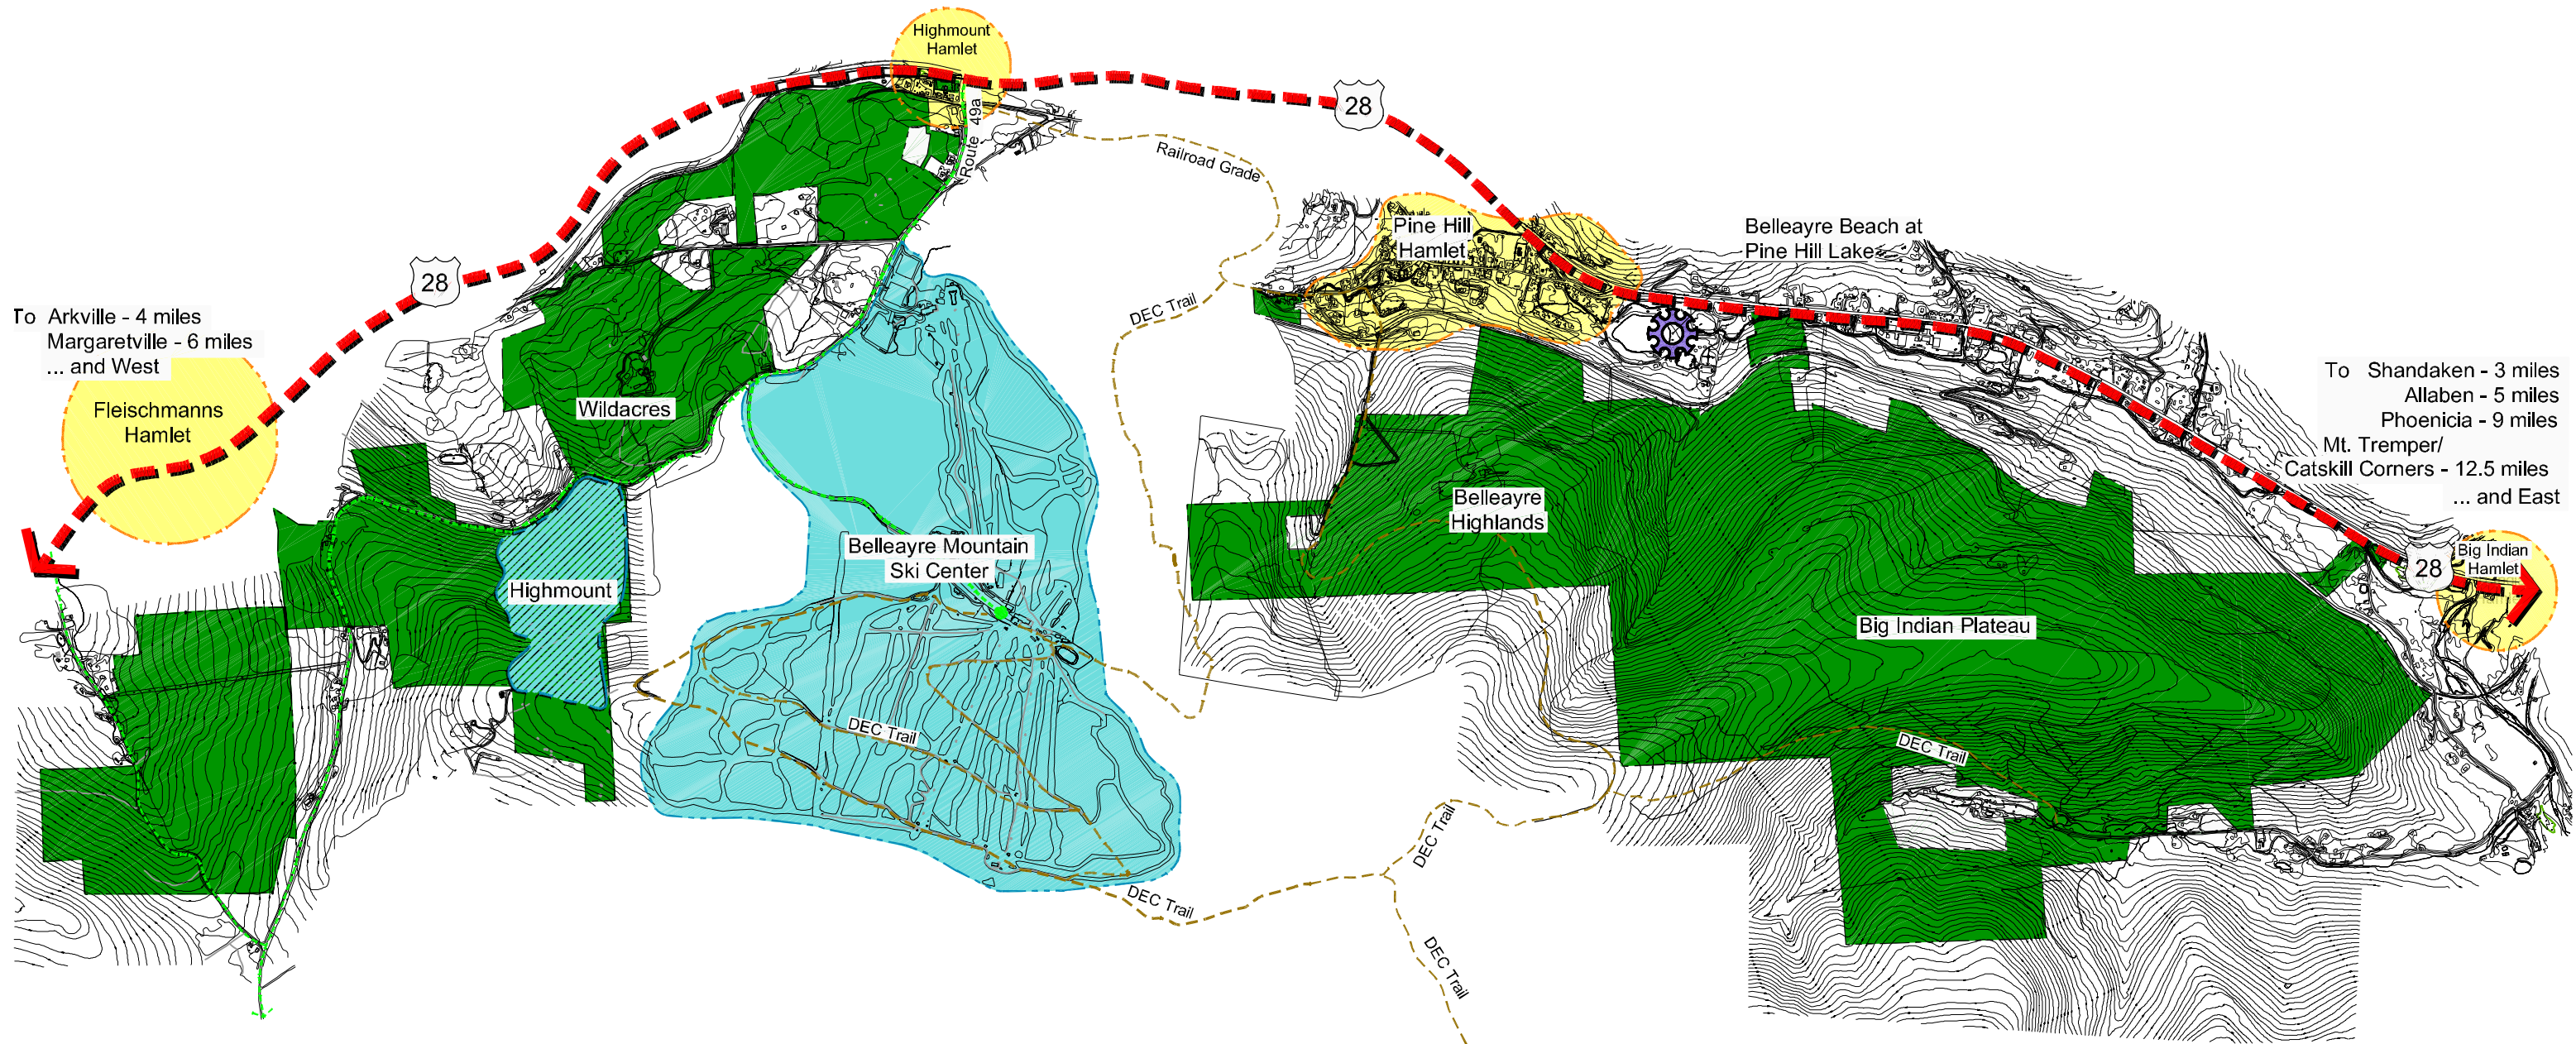 Highmount
Hamlet
Route 49a
28
Railroad Grade
Pine Hill
Hamlet
Belleayre Beach at
Pine Hill Lake
28
DEC Trail
To Arkville - 4 miles
Margaretville - 6 miles
... and West
Fleischmanns
Hamlet
Wildacres
To Shandaken - 3 miles
Allaben - 5 miles
Phoenicia - 9 miles
Mt. Tremper/
Catskill Corners - 12.5 miles
... and East
Belleayre
Highlands
Belleayre Mountain
Ski Center
Highmount
Big Indian
Hamlet
28
Big Indian Plateau
DEC Trail
DEC Trail
DEC Trail
DEC Trail
DEC Trail